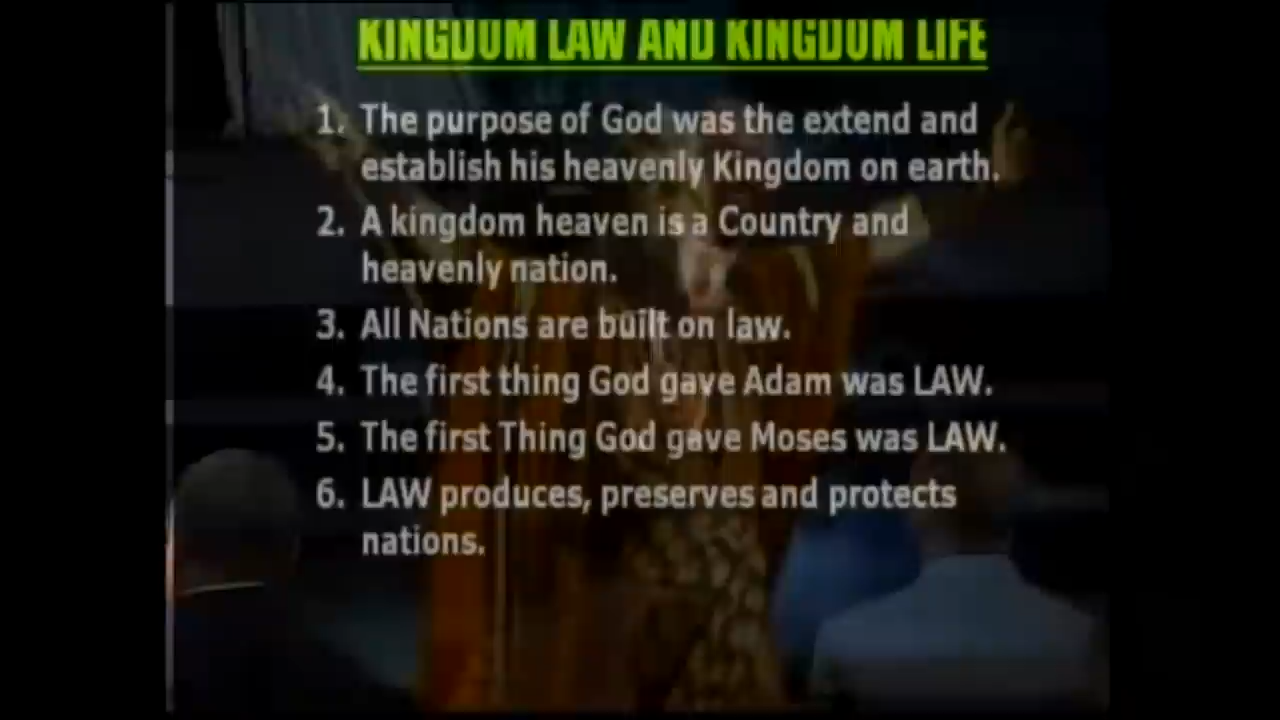 KINGDOM LAW AND KINGDOM LIFE
1. The purpose of God was the extend and
establish his heavenly Kingdom on earth.
2. A kingdom heaven is a Country and
heavenly nation.
3. All Nations are built on law.
4. The first thing God gave Adam was LAW.
5. The first Thing God gave Moses was LAW.
6. LAW produces, preserves and protects
nations.